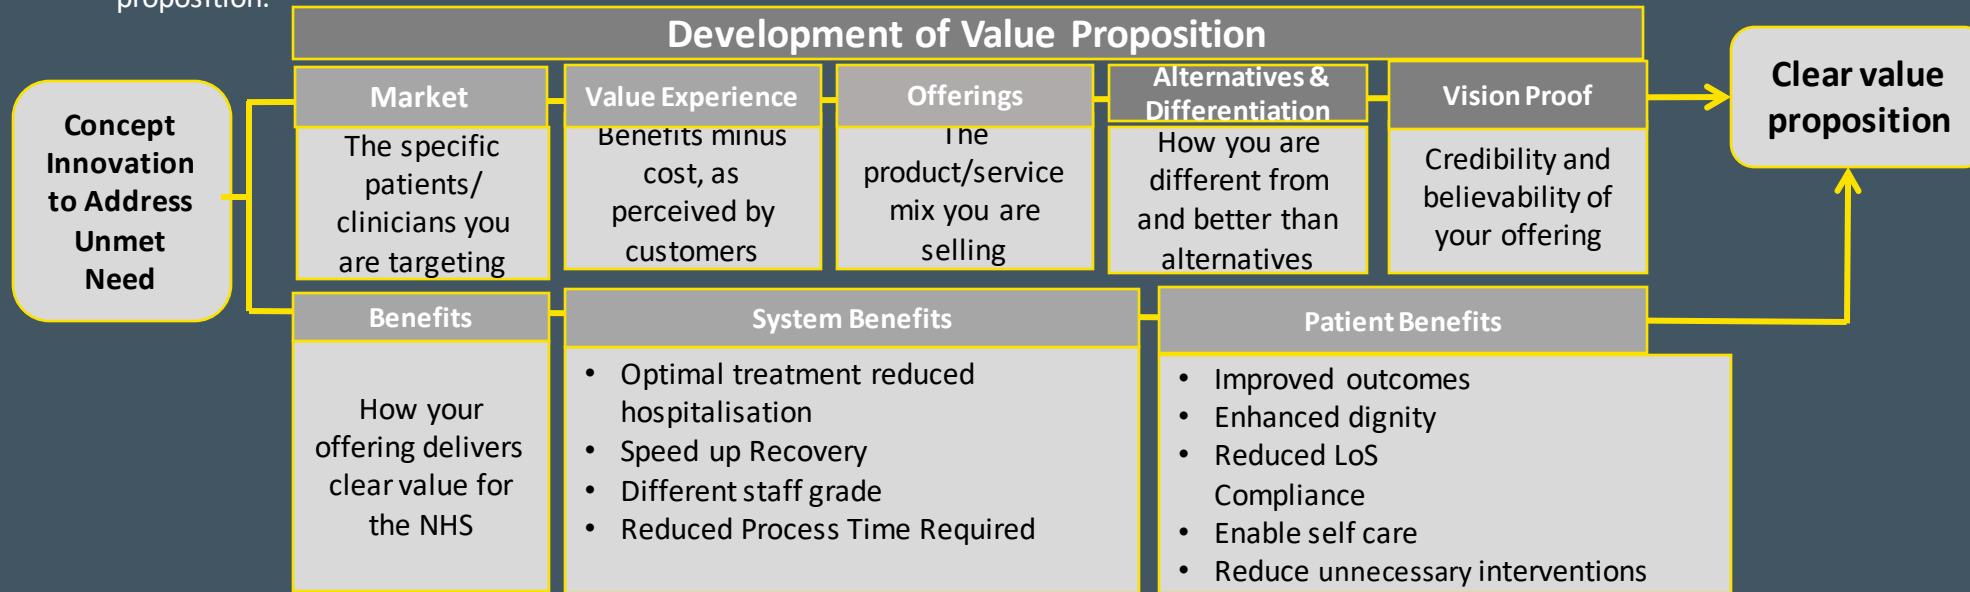 proposition.
Development of Value Proposition
Concept
Innovation
to Address
Unmet
Need
Market
The specific
patients/
clinicians you
are targeting
Value Experience
Benefits minus
cost, as
perceived by
customers
Offerings
The
product/service
mix you are
selling
Alternatives &
Differentiation
How you are
different from
and better than
alternatives
Vision Proof
Credibility and
believability of
your offering
Clear value
proposition
Benefits
How your
offering delivers
clear value for
the NHS
System Benefits
• Optimal treatment reduced
hospitalisation
• Speed up Recovery
• Different staff grade
• Reduced Process Time Required
Patient Benefits
• Improved outcomes
• Enhanced dignity
• Reduced LoS
Compliance
• Enable self care
• Reduce unnecessary interventions